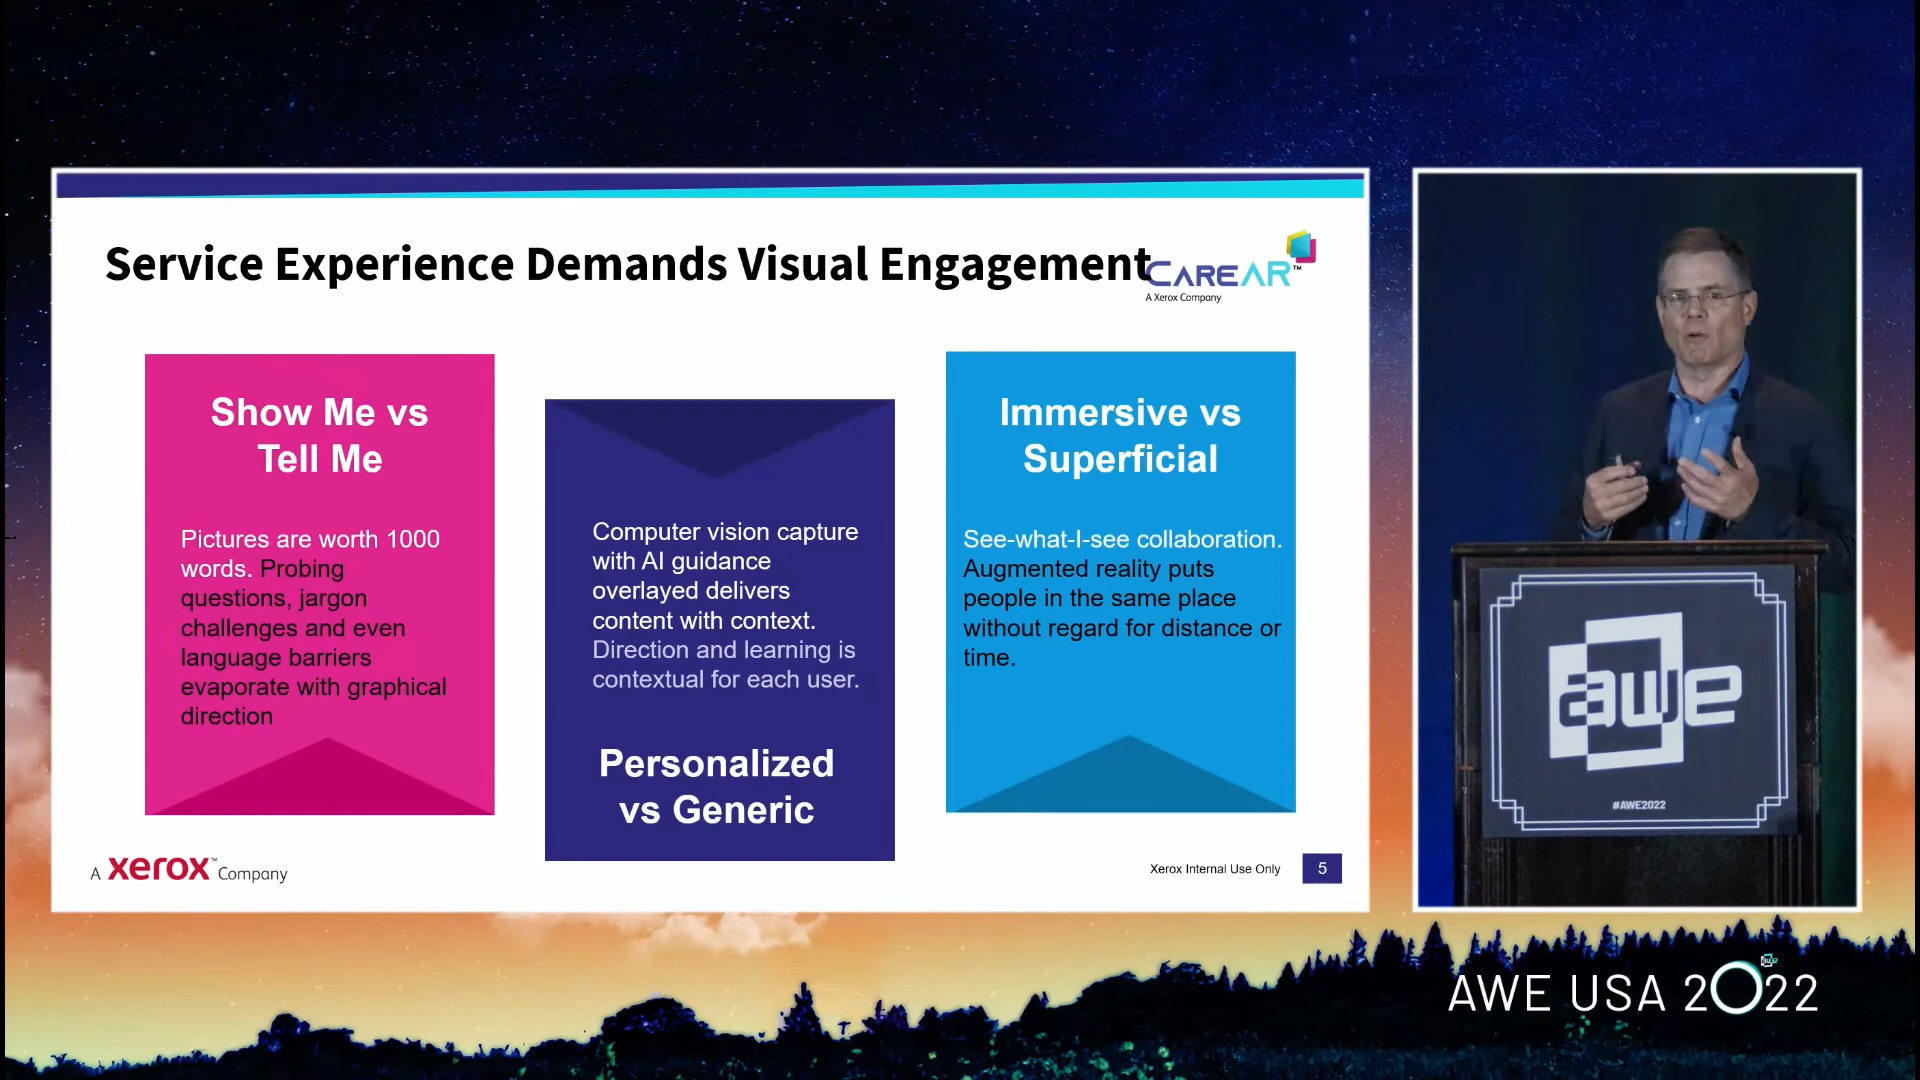 Service Experience Demands Visual Engagement
CAREAR™
A Xerox Company
Show Me vs
Tell Me
Pictures are worth 1000
words. Probing
questions, jargon
challenges and even
language barriers
evaporate with graphical
direction
Computer vision capture
with AI guidance
overlayed delivers
content with context.
Direction and learning is
contextual for each user.
Personalized
vs Generic
Immersive vs
Superficial
See-what-I-see collaboration.
Augmented reality puts
people in the same place
without regard for distance or
time.
A xerox™ Company
Xerox Internal Use Only
5
awe
#AWE2022
AWE USA 2022
awe